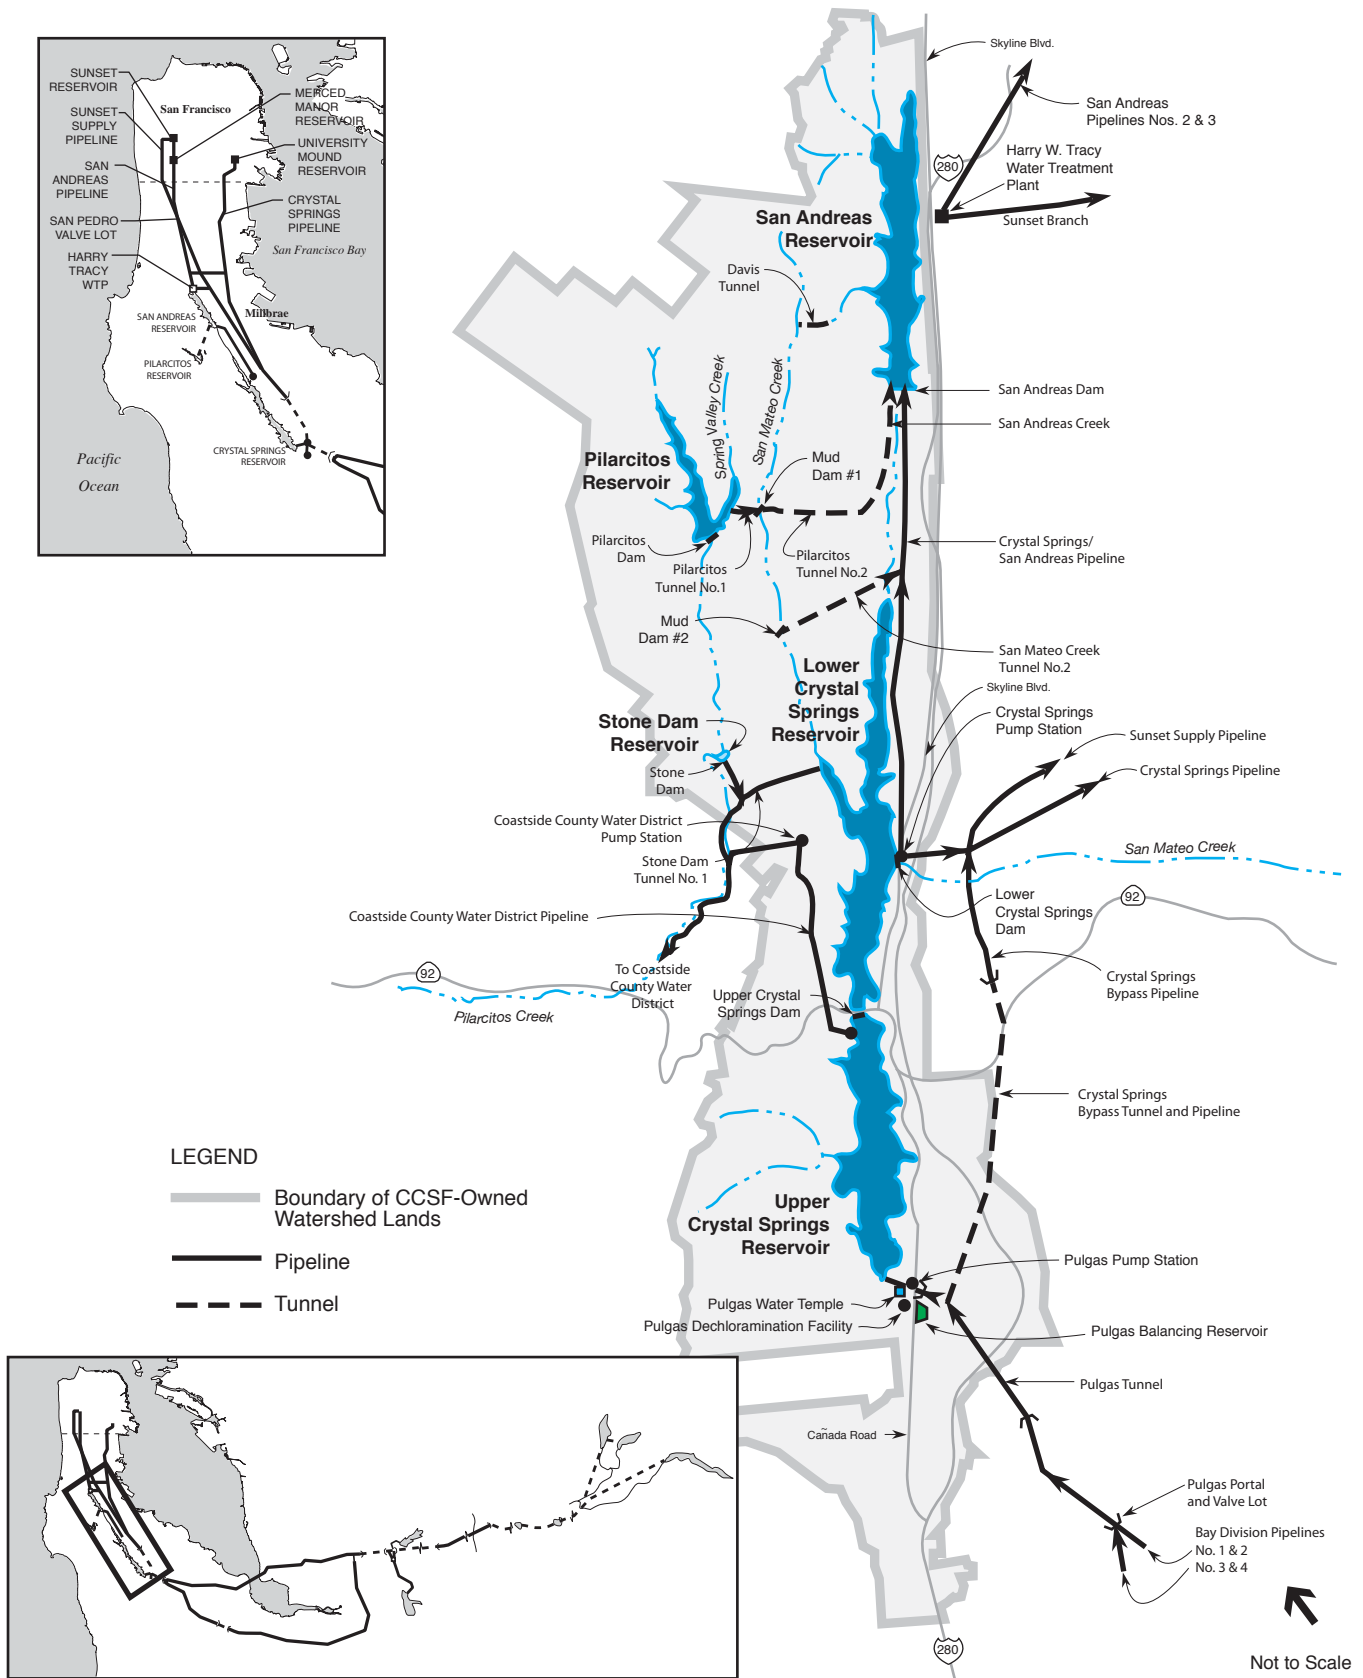 SUNSET
RESERVOIR
SUNSET
SUPPLY
PIPELINE
SAN
ANDREAS
PIPELINE
SAN PEDRO
VALVE LOT
HARRY
TRACY
WTP
SAN ANDREAS
RESERVOIR
PILARCITOS
RESERVOIR
CRYSTAL SPRINGS
RESERVOIR
San Francisco
MERCED
MANOR
RESERVOIR
UNIVERSITY
MOUND
RESERVOIR
CRYSTAL
SPRINGS
PIPELINE
San Francisco Bay
Millbrae
Pacific
Ocean
Skyline Blvd.
San Andreas
Pipelines Nos. 2 & 3
280
Harry W. Tracy
Water Treatment
Plant
Sunset Branch
San Andreas
Reservoir
Davis
Tunnel
Spring Valley Creek
San Mateo Creek
San Andreas Dam
San Andreas Creek
Pilarcitos
Reservoir
Mud
Dam #1
Pilarcitos
Dam
Pilarcitos
Tunnel No.1
Pilarcitos
Tunnel No.2
Crystal Springs/
San Andreas Pipeline
Mud
Dam #2
San Mateo Creek
Tunnel No.2
Lower
Crystal
Springs
Reservoir
Skyline Blvd.
Crystal Springs
Pump Station
Stone Dam
Reservoir
Sunset Supply Pipeline
Crystal Springs Pipeline
Stone
Dam
Coastside County Water District
Pump Station
Stone Dam
Tunnel No. 1
San Mateo Creek
Lower
Crystal Springs
Dam
92
Coastside County Water District Pipeline
92
To Coastside
County Water
District
Crystal Springs
Bypass Pipeline
Upper Crystal
Springs Dam
Pilarcitos Creek
Crystal Springs
Bypass Tunnel and Pipeline
LEGEND
Boundary of CCSF-Owned
Watershed Lands
Pipeline
Tunnel
Upper
Crystal Springs
Reservoir
Pulgas Pump Station
Pulgas Water Temple
Pulgas Dechloramination Facility
Pulgas Balancing Reservoir
Pulgas Tunnel
Cañada Road
Pulgas Portal
and Valve Lot
Bay Division Pipelines
No. 1 & 2
No. 3 & 4
280
Not to Scale